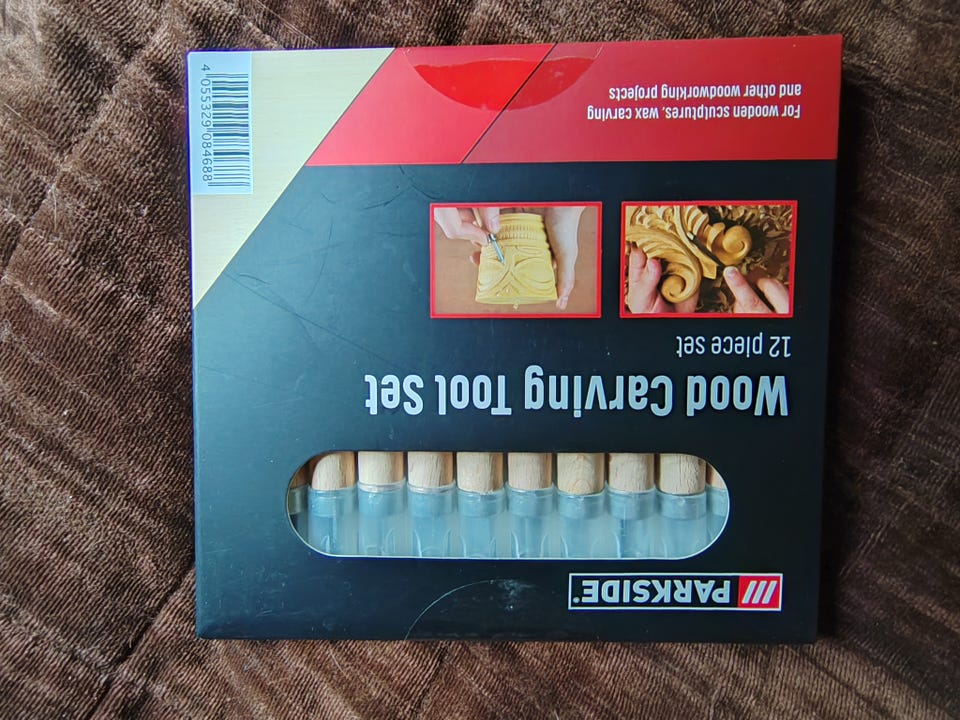 /// PARKSIDE®
Wood Carving Tool Set
12 piece set
For wooden sculptures, wax carving
and other woodworking projects
4 055329 084688